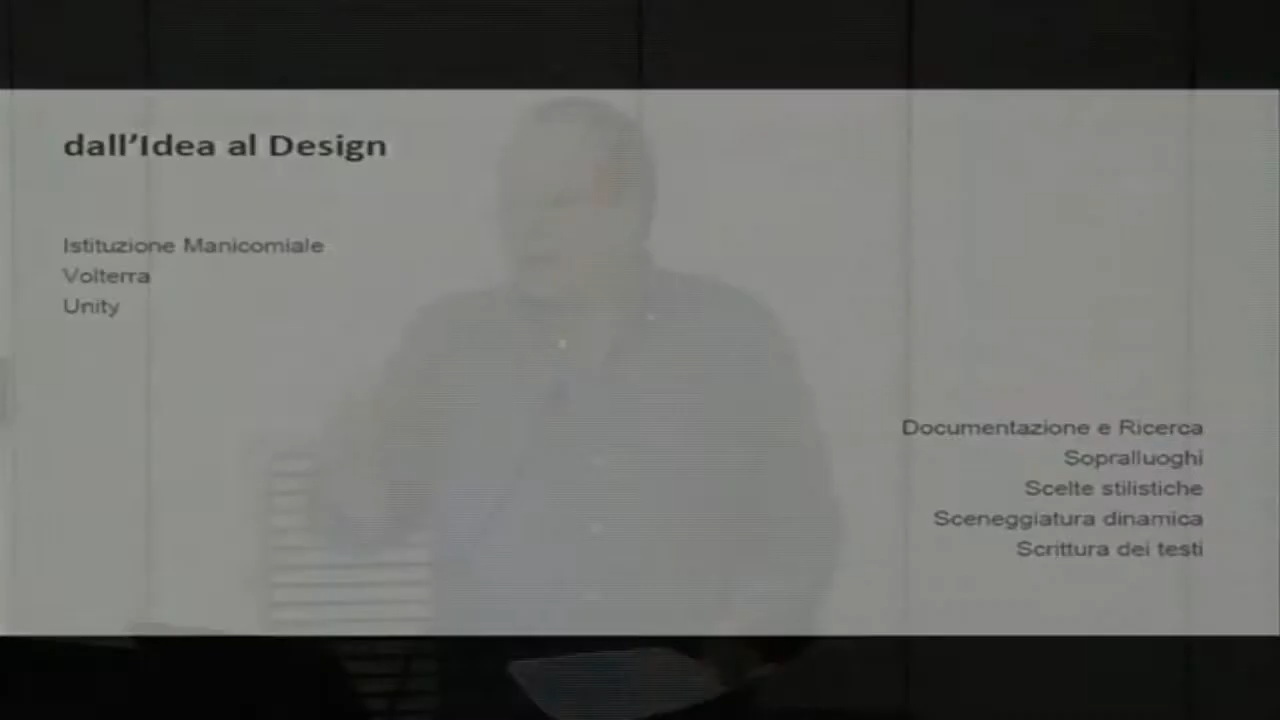 dall'Idea al Design
Istituzione Manicomiale
Volterra
Unity
Documentazione e Ricerca
Sopralluoghi
Scelte stilistiche
Sceneggiatura dinamica
Scrittura dei testi